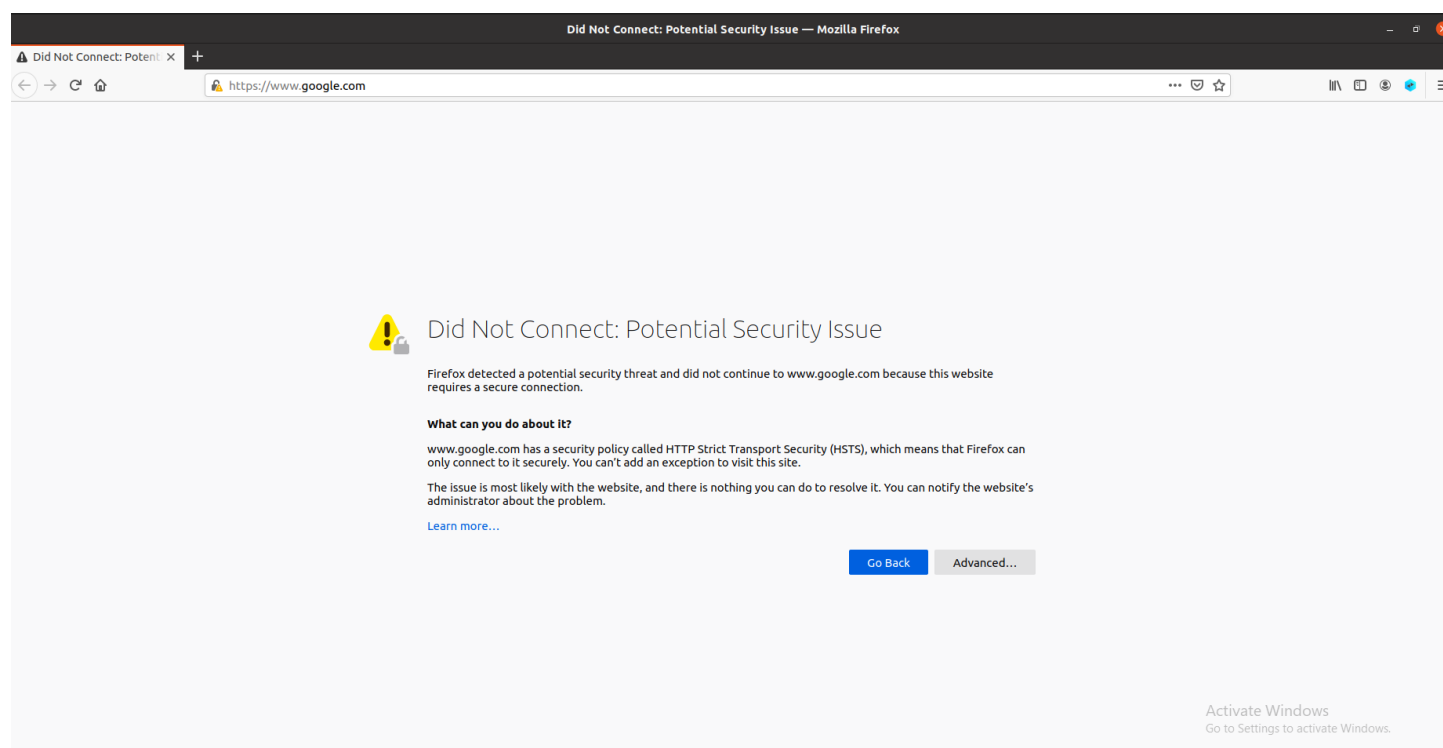 Did Not Connect: Potential Security Issue — Mozilla Firefox
Did Not Connect: Potent
https://www.google.com
Did Not Connect: Potential Security Issue
Firefox detected a potential security threat and did not continue to www.google.com because this website
requires a secure connection.
What can you do about it?
www.google.com has a security policy called HTTP Strict Transport Security (HSTS), which means that Firefox can
only connect to it securely. You can't add an exception to visit this site.
The issue is most likely with the website, and there is nothing you can do to resolve it. You can notify the website's
administrator about the problem.
Learn more…
Go Back Advanced…
Activate Windows
Go to Settings to activate Windows.